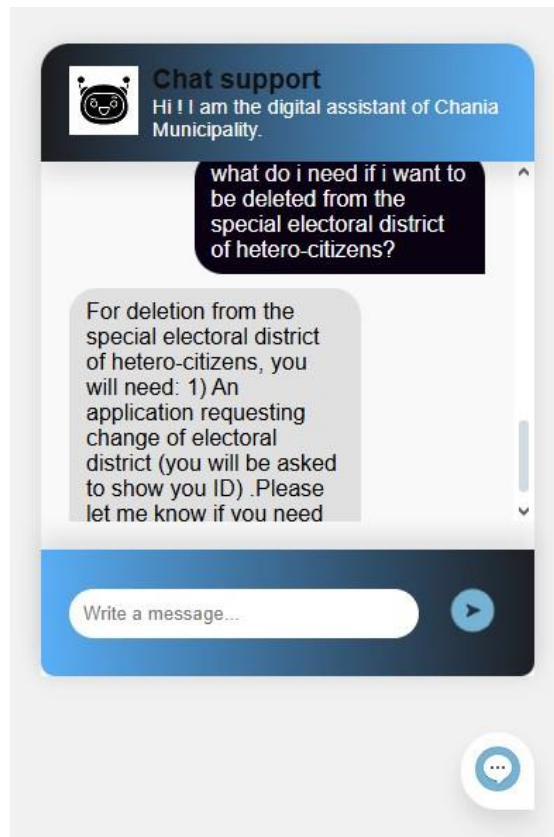 Chat support
Hi ! I am the digital assistant of Chania
Municipality.
what do i need if i want to
be deleted from the
special electoral district
of hetero-citizens?
For deletion from the
special electoral district
of hetero-citizens, you
will need: 1) An
application requesting
change of electoral
district (you will be asked
to show you ID) .Please
let me know if you need
Write a message...